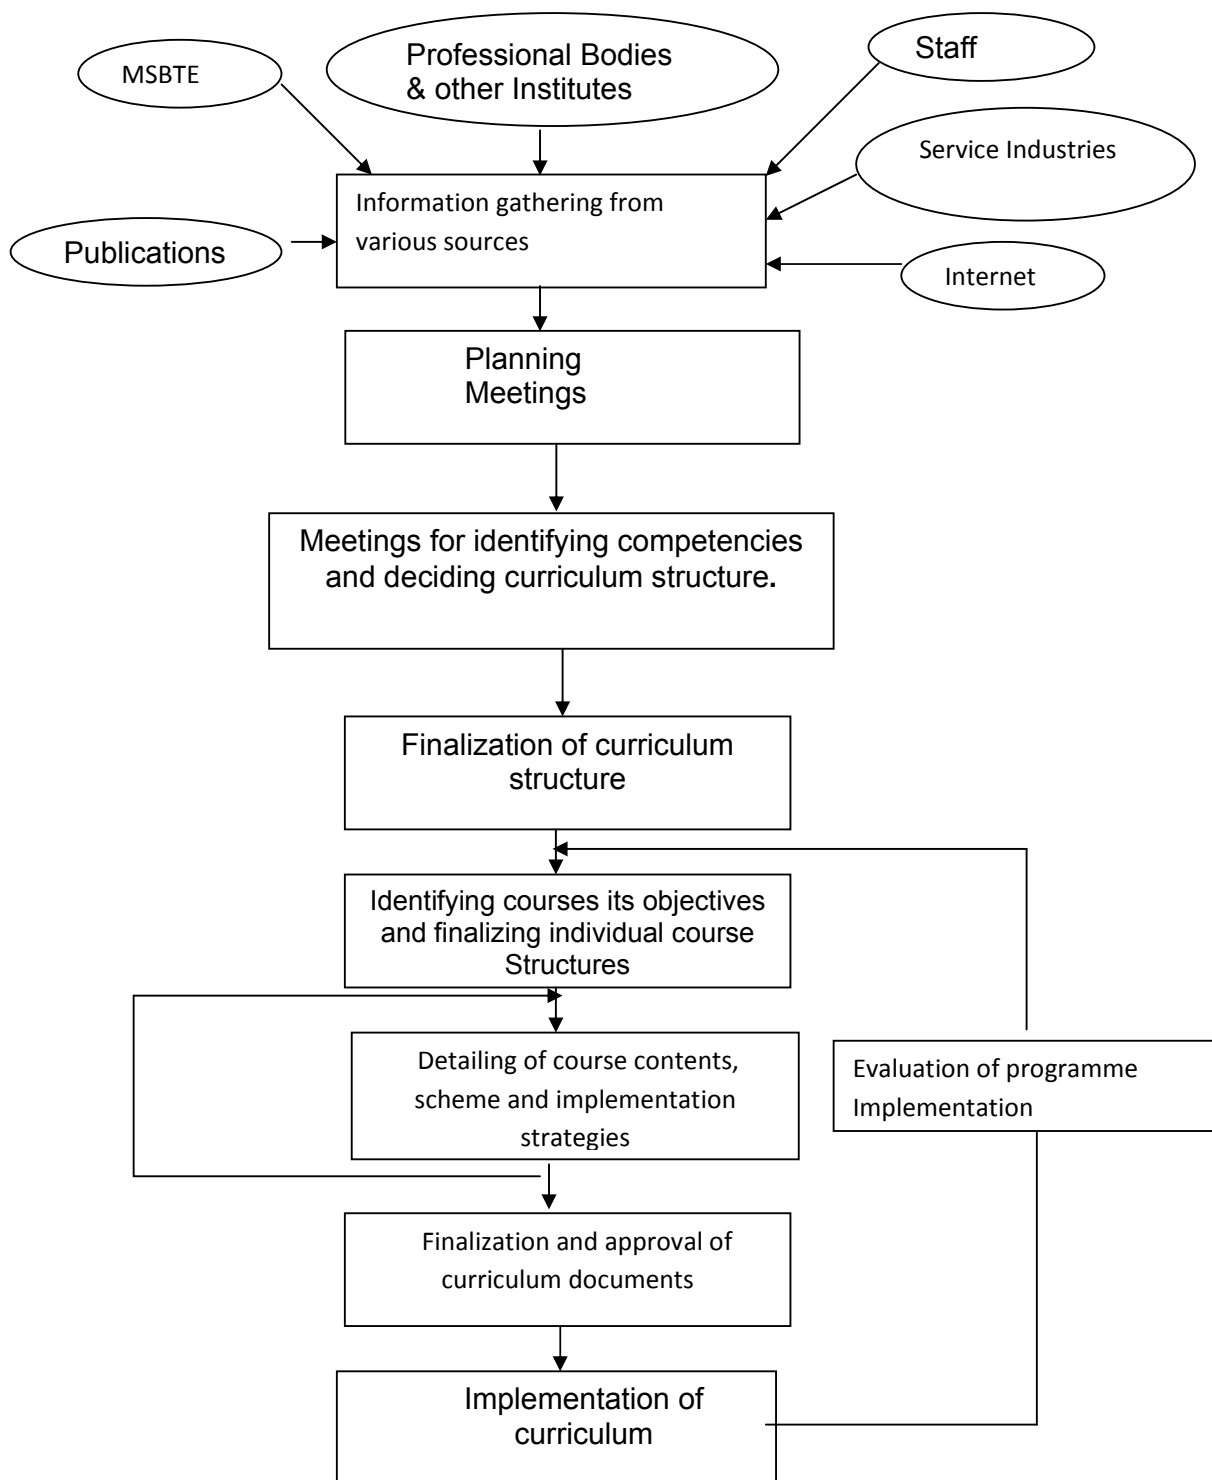 MSBTE
Professional Bodies
& other Institutes
Staff
Service Industries
Information gathering from
various sources
Publications
Internet
Planning
Meetings
Meetings for identifying competencies
and deciding curriculum structure.
Finalization of curriculum
structure
Identifying courses its objectives
and finalizing individual course
Structures
Detailing of course contents,
scheme and implementation
strategies
Evaluation of programme
Implementation
Finalization and approval of
curriculum documents
Implementation of
curriculum